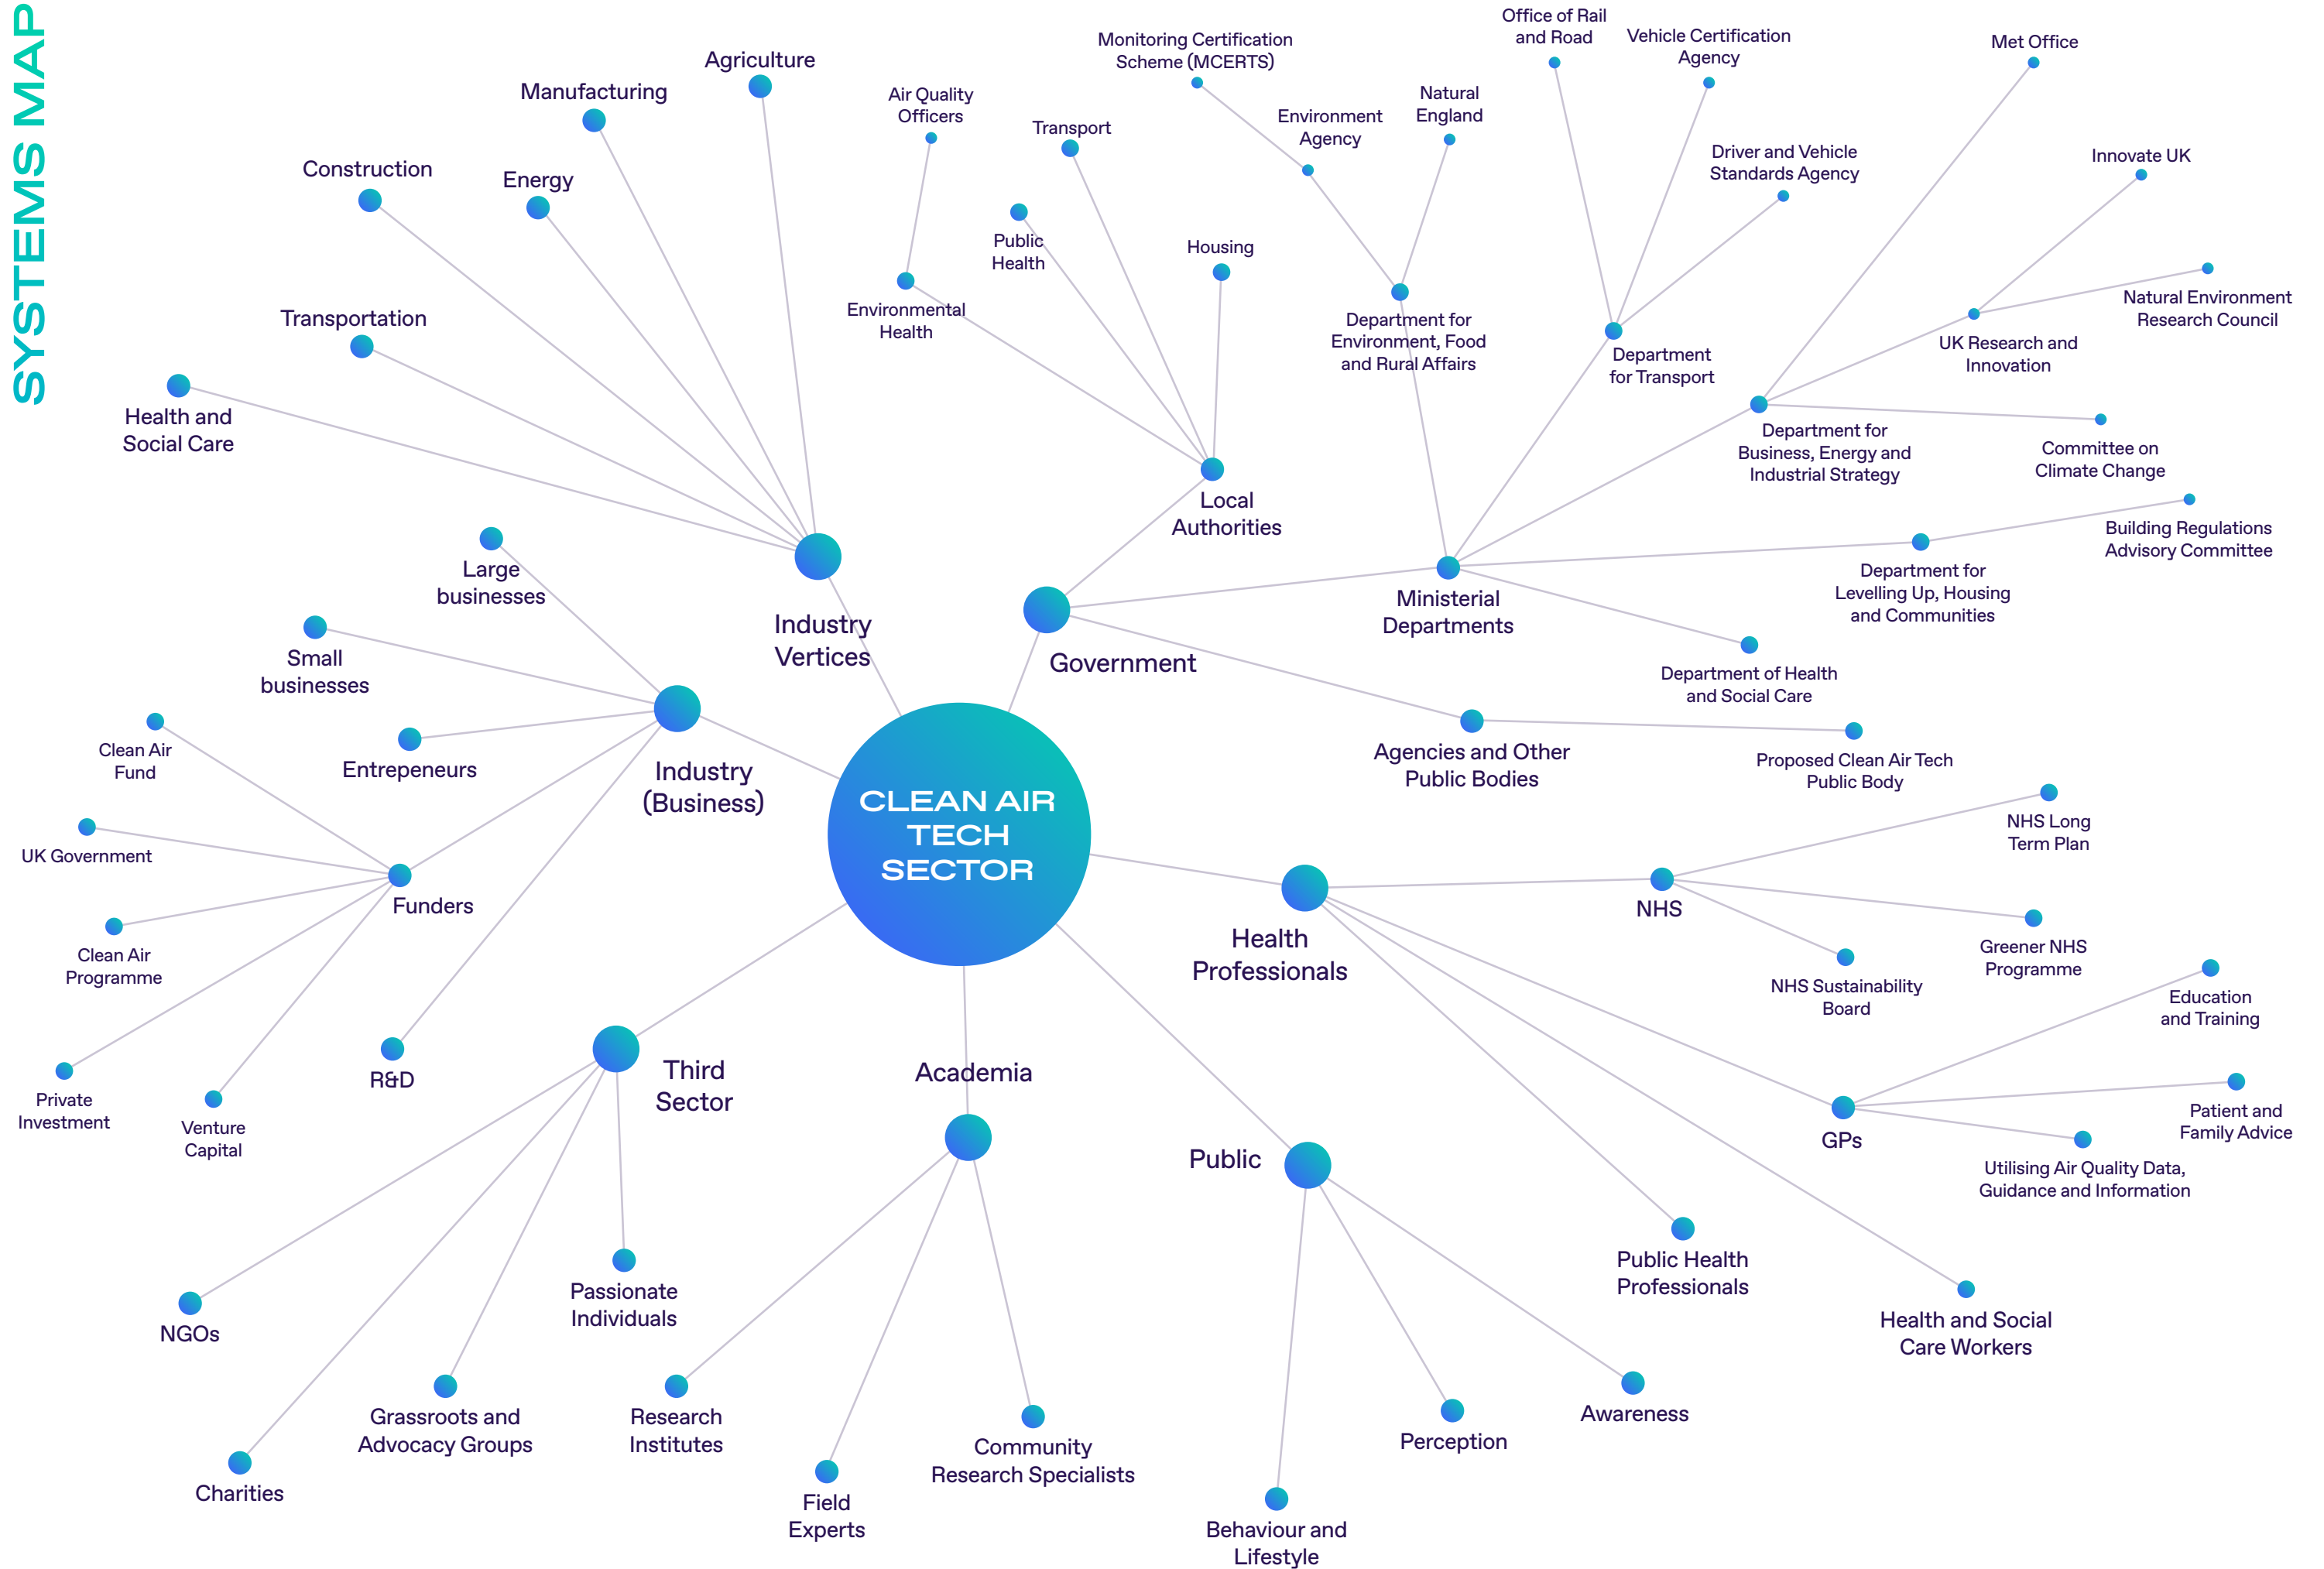 SYSTEMS MAP
Agriculture
Manufacturing
Construction
Energy
Transportation
Health and
Social Care
Industry
Vertices
Air Quality
Officers
Environmental
Health
Public
Health
Transport
Housing
Local
Authorities
Monitoring Certification
Scheme (MCERTS)
Environment
Agency
Natural
England
Department for
Environment, Food
and Rural Affairs
Office of Rail
and Road
Vehicle Certification
Agency
Driver and Vehicle
Standards Agency
Department
for Transport
Met Office
Innovate UK
Natural Environment
Research Council
UK Research and
Innovation
Department for
Business, Energy and
Industrial Strategy
Committee on
Climate Change
Building Regulations
Advisory Committee
Department for
Levelling Up, Housing
and Communities
Ministerial
Departments
Department of Health
and Social Care
Government
Agencies and Other
Public Bodies
Proposed Clean Air Tech
Public Body
Large
businesses
Small
businesses
Entrepeneurs
Industry
(Business)
Clean Air
Fund
UK Government
Funders
Clean Air
Programme
Private
Investment
Venture
Capital
R&D
CLEAN AIR
TECH
SECTOR
Health
Professionals
NHS
NHS Long
Term Plan
Greener NHS
Programme
NHS Sustainability
Board
Education
and Training
Patient and
Family Advice
GPs
Utilising Air Quality Data,
Guidance and Information
Public Health
Professionals
Health and Social
Care Workers
Third
Sector
NGOs
Charities
Grassroots and
Advocacy Groups
Passionate
Individuals
Academia
Research
Institutes
Field
Experts
Community
Research Specialists
Public
Behaviour and
Lifestyle
Perception
Awareness